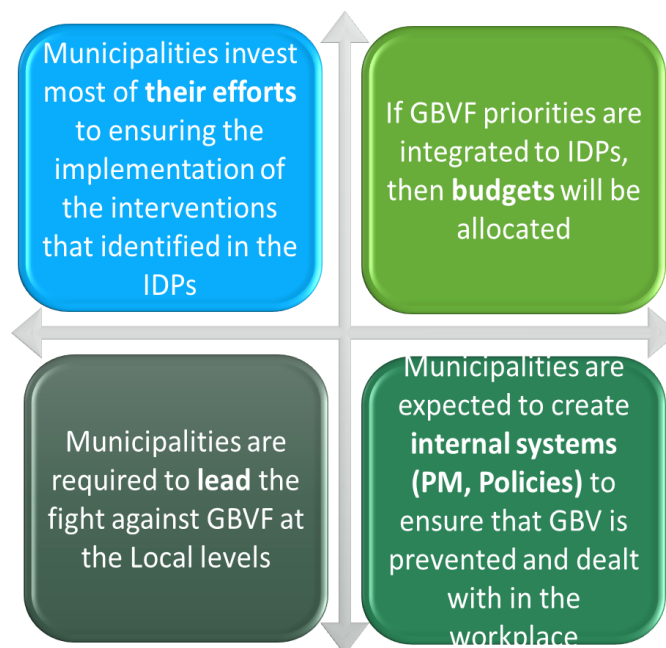 Municipalities invest
most of their efforts
to ensuring the
implementation of
the interventions
that identified in the
IDPs
If GBVF priorities are
integrated to IDPs,
then budgets will be
allocated
Municipalities are
required to lead the
fight against GBVF at
the Local levels
Municipalities are
expected to create
internal systems
(PM, Policies) to
ensure that GBV is
prevented and dealt
with in the
workplace